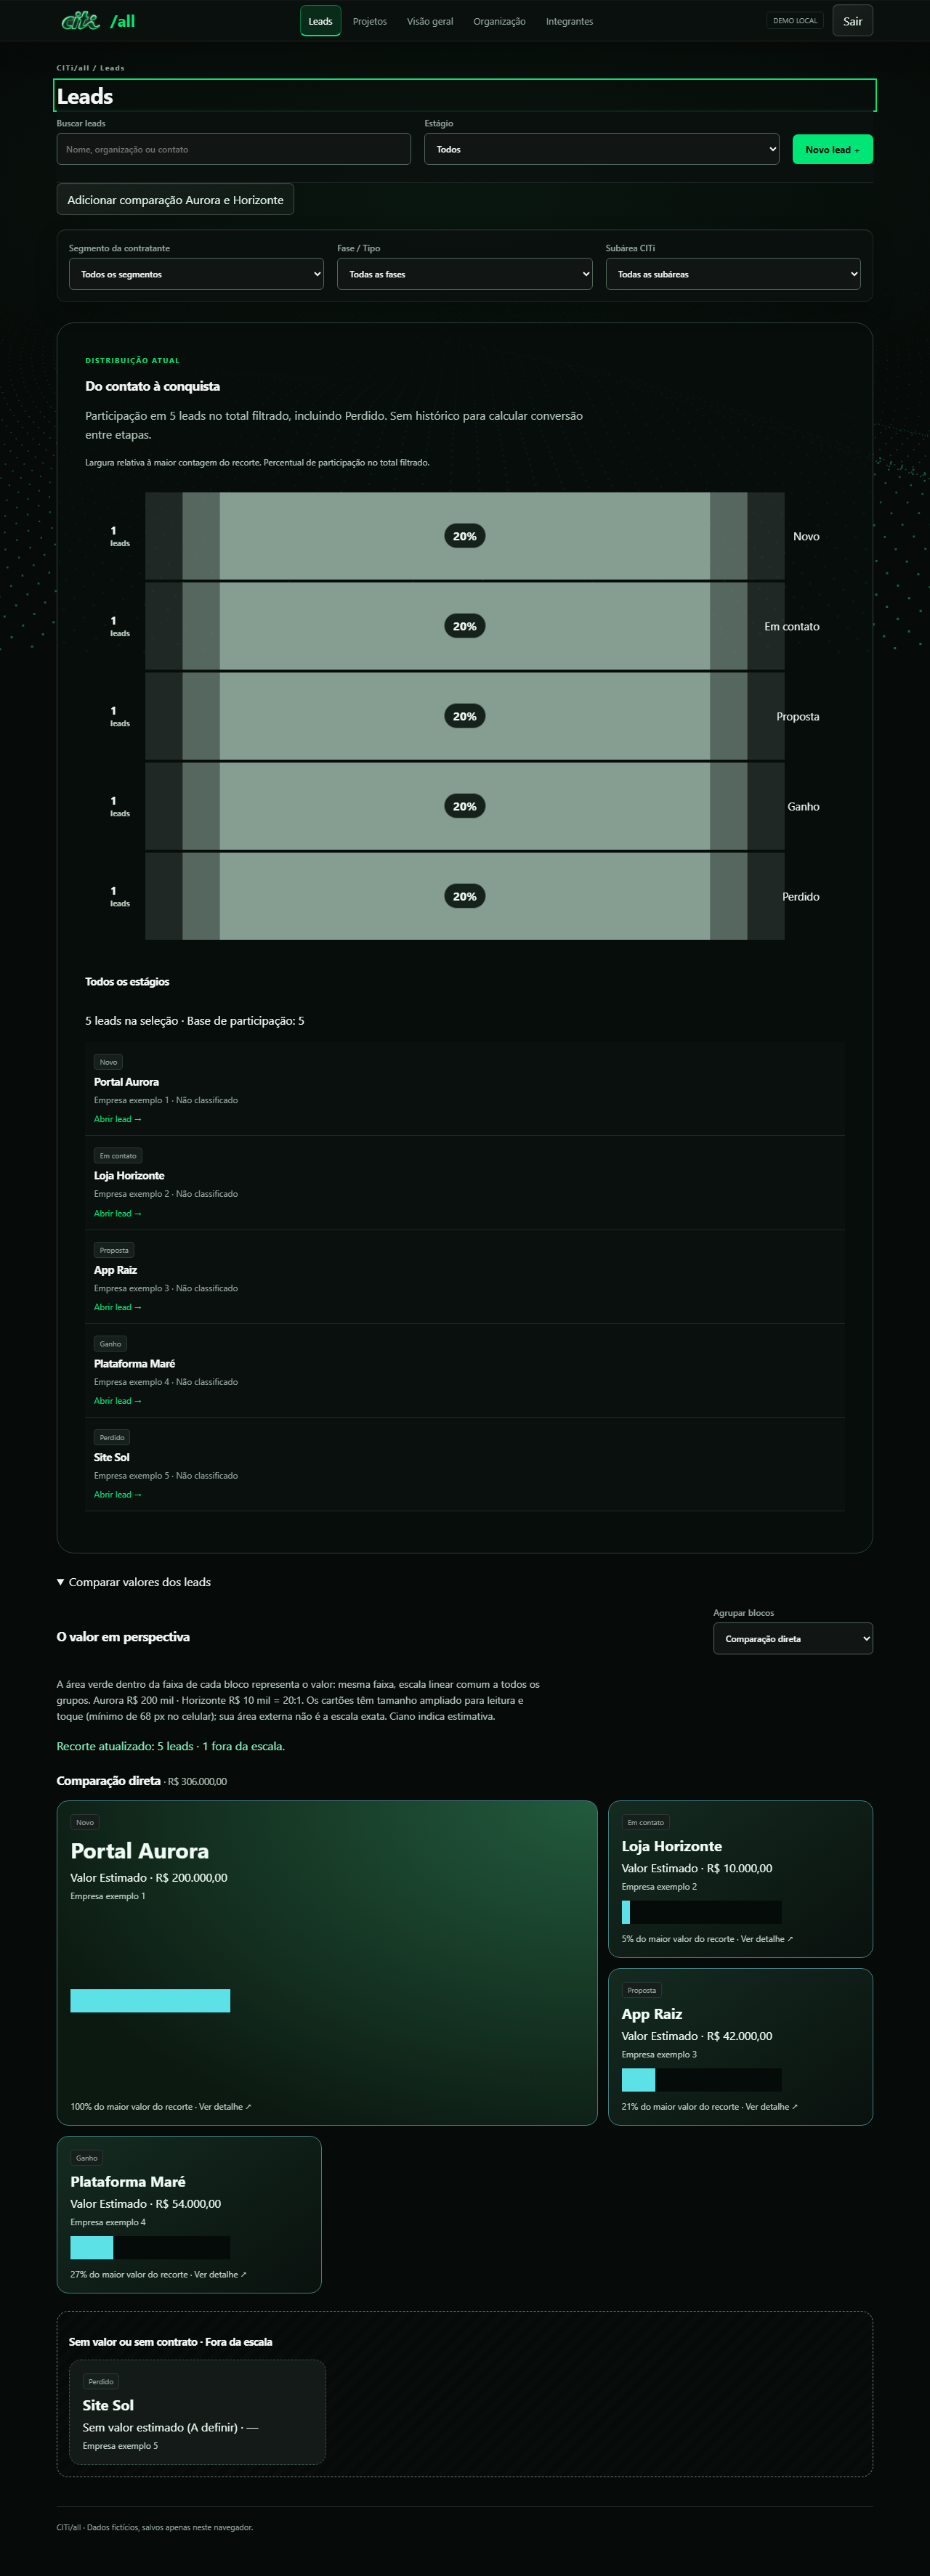 citi /all
Leads
Projetos
Visão geral
Organização
Integrantes
DEMO LOCAL
Sair
CITi/all / Leads
Leads
Buscar leads
Nome, organização ou contato
Estágio
Todos
Novo lead +
Adicionar comparação Aurora e Horizonte
Segmento da contratante
Todos os segmentos
Fase / Tipo
Todas as fases
Subárea CITi
Todas as subáreas
DISTRIBUIÇÃO ATUAL
Do contato à conquista
Participação em 5 leads no total filtrado, incluindo Perdido. Sem histórico para calcular conversão
entre etapas.
Largura relativa à maior contagem do recorte. Percentual de participação no total filtrado.
1
leads
20%
Novo
1
leads
20%
Em contato
1
leads
20%
Proposta
1
leads
20%
Ganho
1
leads
20%
Perdido
Todos os estágios
5 leads na seleção · Base de participação: 5
Novo
Portal Aurora
Empresa exemplo 1 · Não classificado
Abrir lead →
Em contato
Loja Horizonte
Empresa exemplo 2 · Não classificado
Abrir lead →
Proposta
App Raiz
Empresa exemplo 3 · Não classificado
Abrir lead →
Ganho
Plataforma Maré
Empresa exemplo 4 · Não classificado
Abrir lead →
Perdido
Site Sol
Empresa exemplo 5 · Não classificado
Abrir lead →
▼ Comparar valores dos leads
O valor em perspectiva
Agrupar blocos
Comparação direta
A área verde dentro da faixa de cada bloco representa o valor: mesma faixa, escala linear comum a todos os
grupos. Aurora R$ 200 mil · Horizonte R$ 10 mil = 20:1. Os cartões têm tamanho ampliado para leitura e
toque (mínimo de 68 px no celular); sua área externa não é a escala exata. Ciano indica estimativa.
Recorte atualizado: 5 leads · 1 fora da escala.
Comparação direta · R$ 306.000,00
Novo
Portal Aurora
Valor Estimado · R$ 200.000,00
Empresa exemplo 1
100% do maior valor do recorte · Ver detalhe ↗
Em contato
Loja Horizonte
Valor Estimado · R$ 10.000,00
Empresa exemplo 2
5% do maior valor do recorte · Ver detalhe ↗
Proposta
App Raiz
Valor Estimado · R$ 42.000,00
Empresa exemplo 3
21% do maior valor do recorte · Ver detalhe ↗
Ganho
Plataforma Maré
Valor Estimado · R$ 54.000,00
Empresa exemplo 4
27% do maior valor do recorte · Ver detalhe ↗
Sem valor ou sem contrato · Fora da escala
Perdido
Site Sol
Sem valor estimado (A definir) · —
Empresa exemplo 5
CITi/all · Dados fictícios, salvos apenas neste navegador.